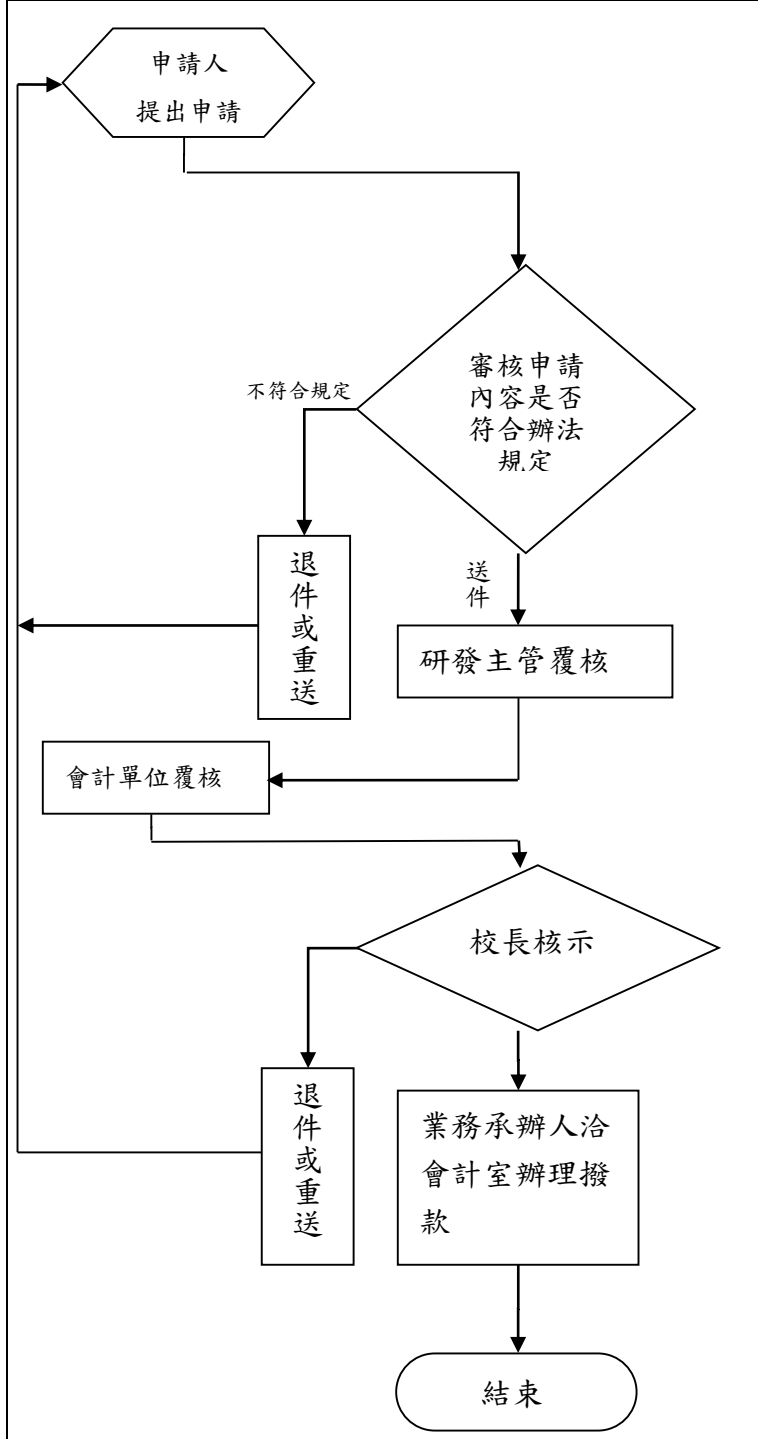 申請人
提出申請
審核申請
內容是否
符合辦法
規定
不符合規定
退件或重送
送件
研發主管覆核
會計單位覆核
校長核示
退件或重送
業務承辦人洽
會計室辦理撥
款
結束